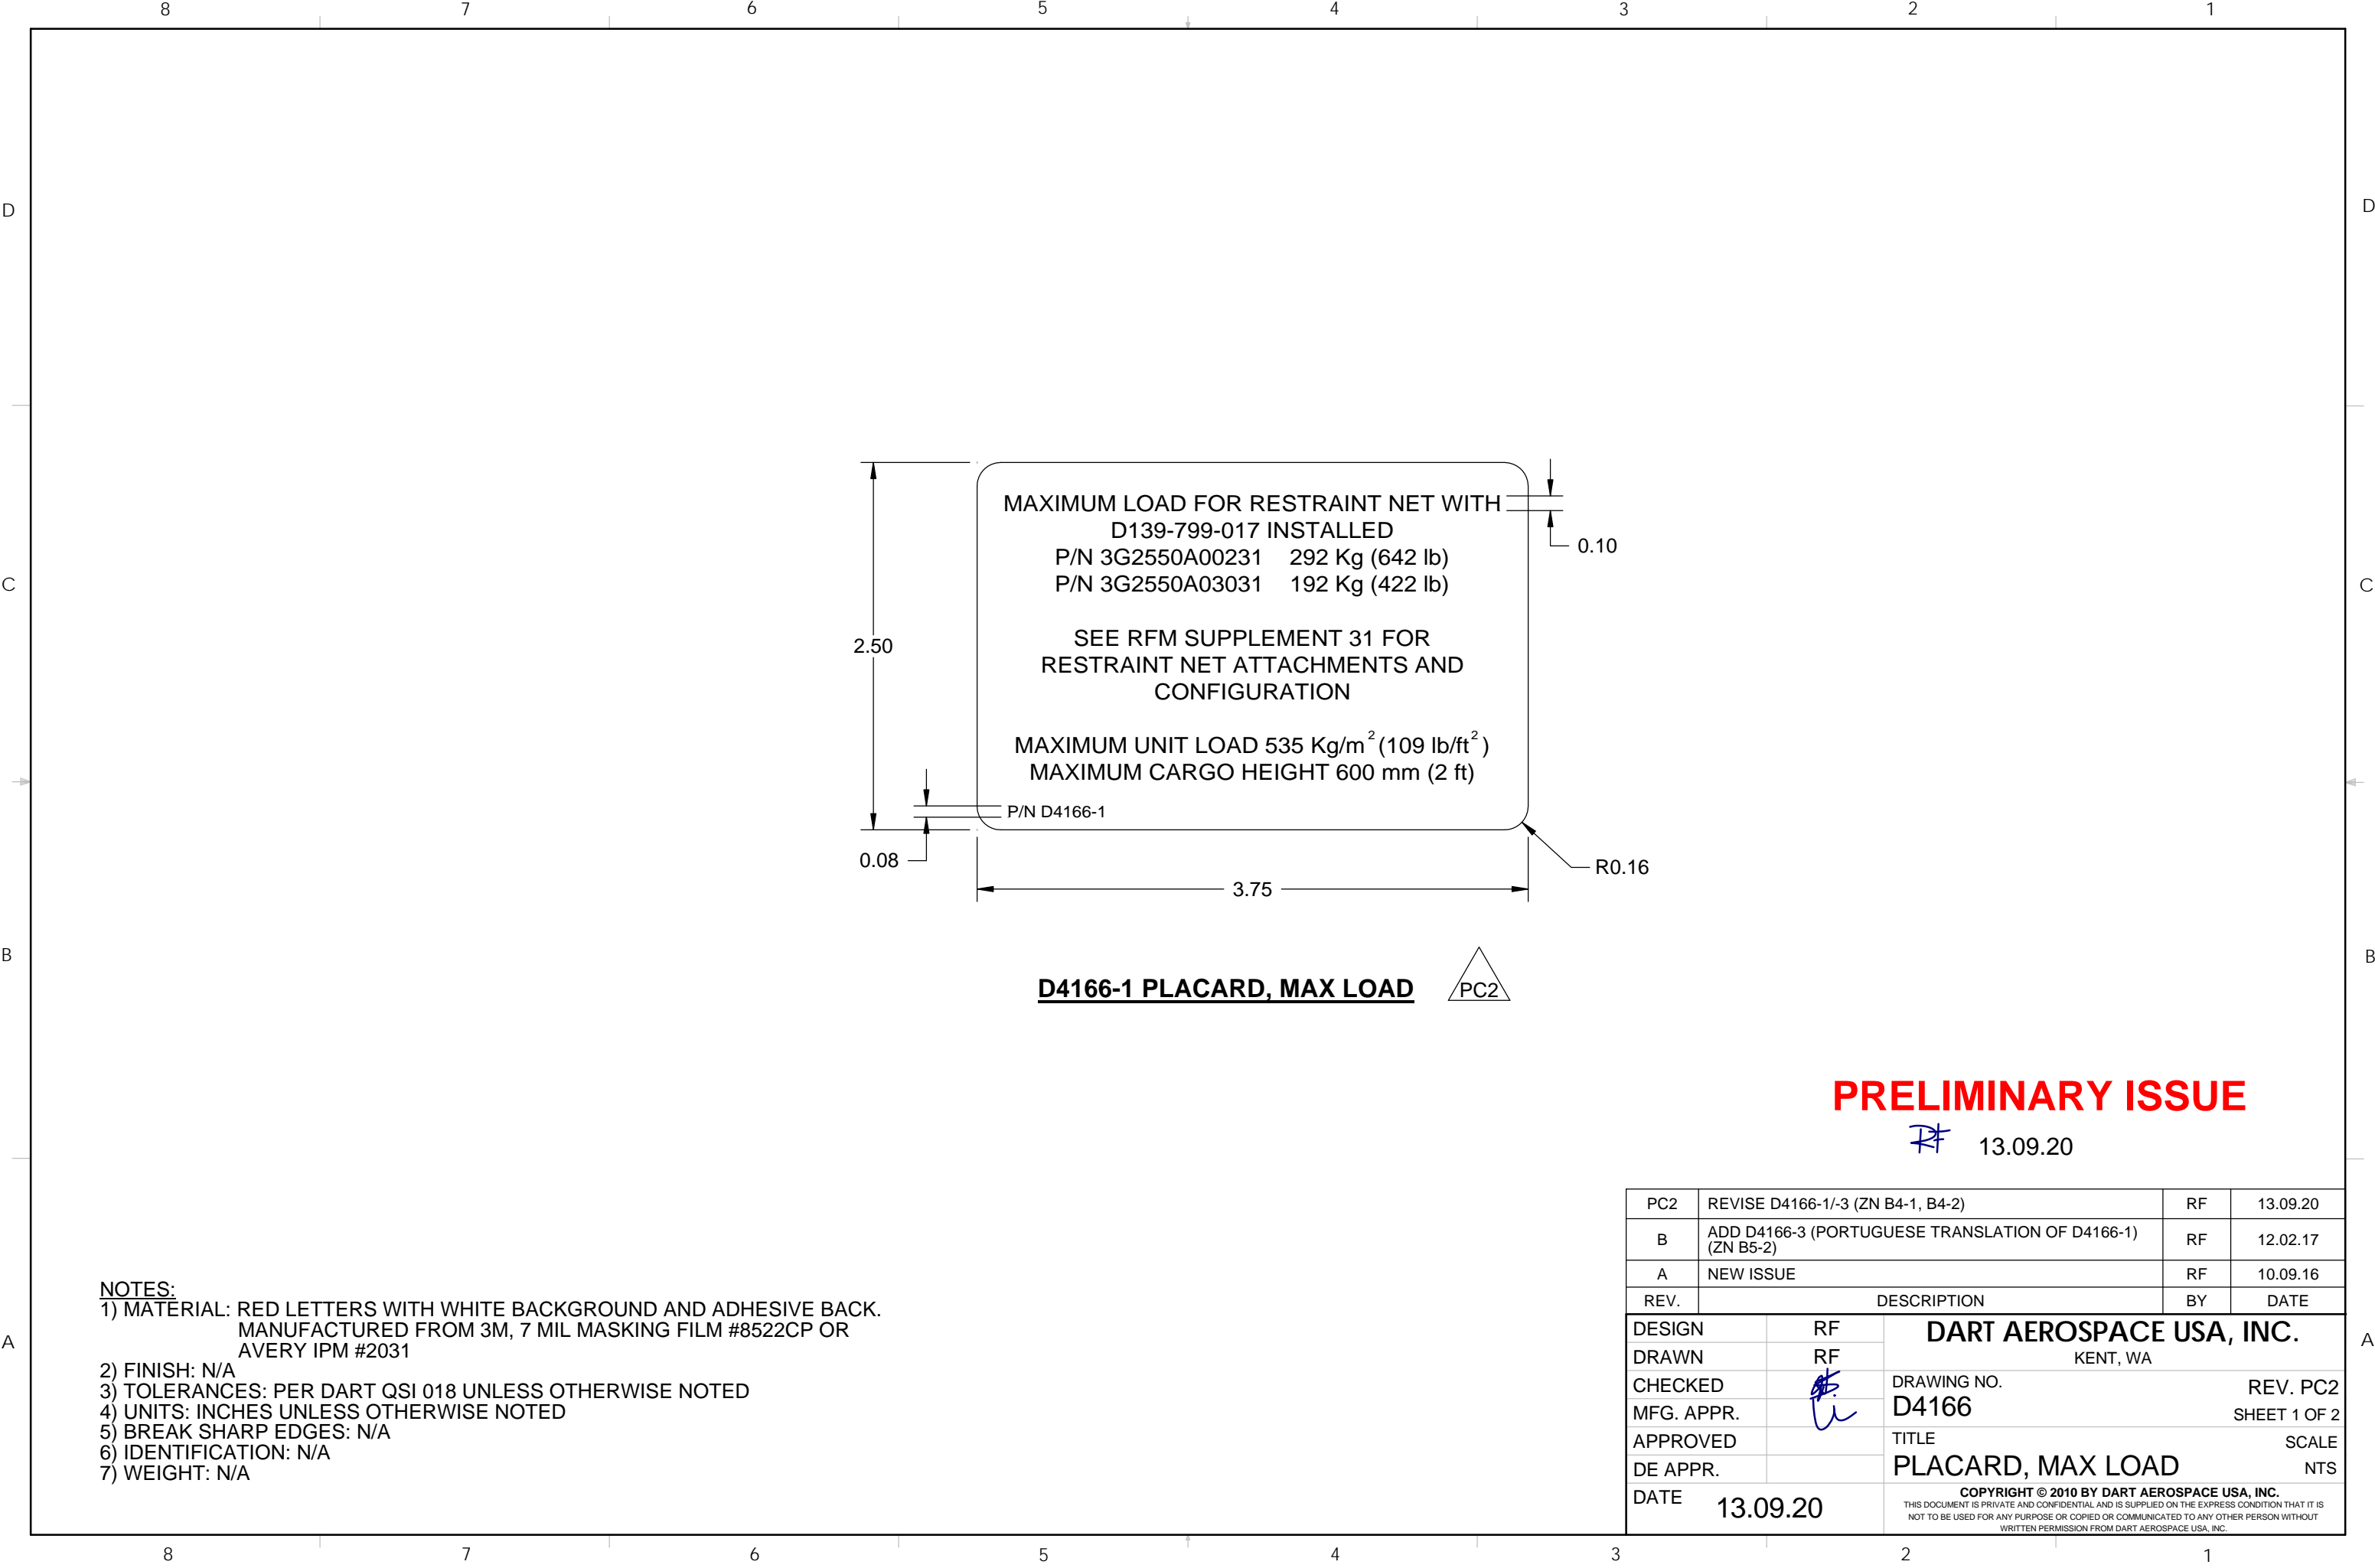 8 7 6 5 4 3 2 1
D D
MAXIMUM LOAD FOR RESTRAINT NET WITH
D139-799-017 INSTALLED
P/N 3G2550A00231 292 Kg (642 lb)
P/N 3G2550A03031 192 Kg (422 lb)
0.10
C C
SEE RFM SUPPLEMENT 31 FOR
RESTRAINT NET ATTACHMENTS AND
CONFIGURATION
2.50
MAXIMUM UNIT LOAD 535 Kg/m² (109 lb/ft²)
MAXIMUM CARGO HEIGHT 600 mm (2 ft)
P/N D4166-1
0.08
R0.16
3.75
B B
D4166-1 PLACARD, MAX LOAD PC2
PRELIMINARY ISSUE
RF 13.09.20
PC2 REVISE D4166-1/-3 (ZN B4-1, B4-2) RF 13.09.20
B ADD D4166-3 (PORTUGUESE TRANSLATION OF D4166-1)
(ZN B5-2) RF 12.02.17
A NEW ISSUE RF 10.09.16
REV. DESCRIPTION BY DATE
NOTES:
1) MATERIAL: RED LETTERS WITH WHITE BACKGROUND AND ADHESIVE BACK.
MANUFACTURED FROM 3M, 7 MIL MASKING FILM #8522CP OR
AVERY IPM #2031
2) FINISH: N/A
3) TOLERANCES: PER DART QSI 018 UNLESS OTHERWISE NOTED
4) UNITS: INCHES UNLESS OTHERWISE NOTED
5) BREAK SHARP EDGES: N/A
6) IDENTIFICATION: N/A
7) WEIGHT: N/A
A A
DESIGN RF
DRAWN RF
CHECKED
MFG. APPR.
APPROVED
DE APPR.
DATE 13.09.20
DART AEROSPACE USA, INC.
KENT, WA
DRAWING NO. REV. PC2
D4166 SHEET 1 OF 2
TITLE SCALE
PLACARD, MAX LOAD NTS
COPYRIGHT © 2010 BY DART AEROSPACE USA, INC.
THIS DOCUMENT IS PRIVATE AND CONFIDENTIAL AND IS SUPPLIED ON THE EXPRESS CONDITION THAT IT IS
NOT TO BE USED FOR ANY PURPOSE OR COPIED OR COMMUNICATED TO ANY OTHER PERSON WITHOUT
WRITTEN PERMISSION FROM DART AEROSPACE USA, INC.
8 7 6 5 4 3 2 1